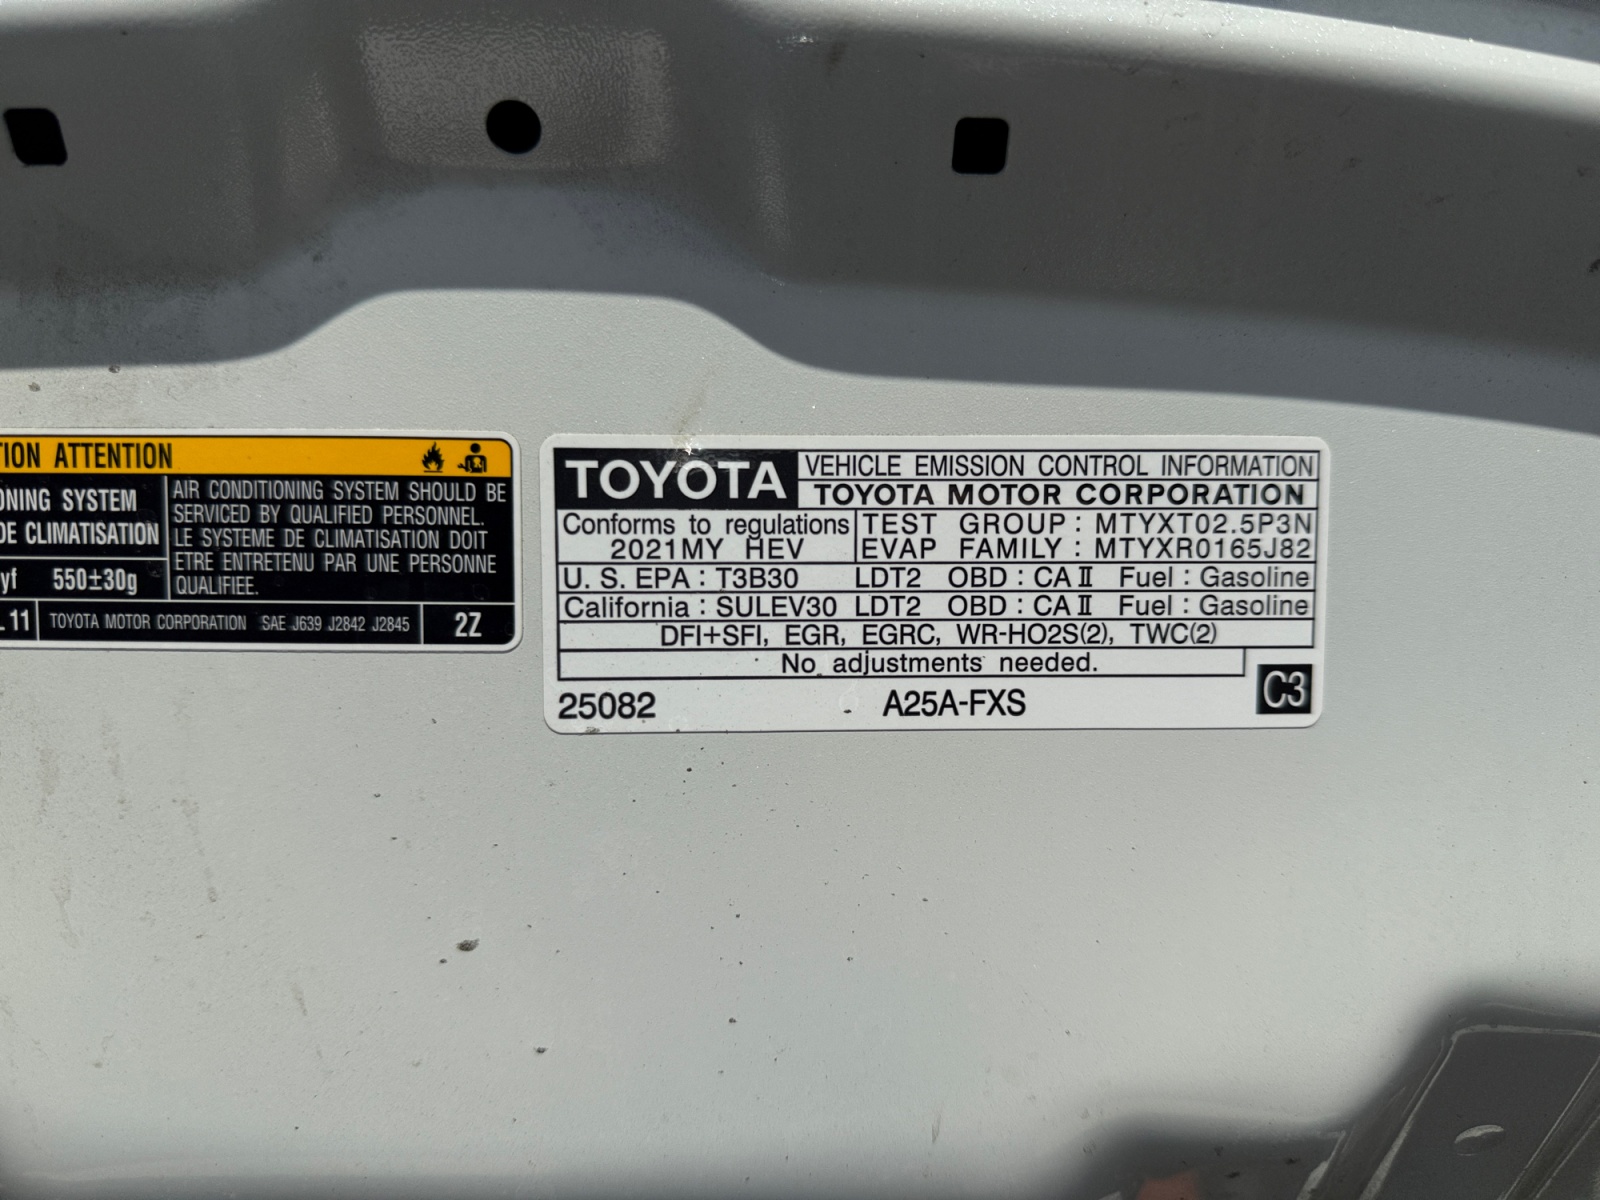 TION ATTENTION
ONING SYSTEM
DE CLIMATISATION
yf 550±30g
AIR CONDITIONING SYSTEM SHOULD BE
SERVICED BY QUALIFIED PERSONNEL.
LE SYSTEME DE CLIMATISATION DOIT
ETRE ENTRETENU PAR UNE PERSONNE
QUALIFIEE.
11 TOYOTA MOTOR CORPORATION SAE J639 J2842 J2845 2Z
TOYOTA VEHICLE EMISSION CONTROL INFORMATION
TOYOTA MOTOR CORPORATION
Conforms to regulations
2021MY HEV
TEST GROUP : MTYXT02.5P3N
EVAP FAMILY : MTYXR0165J82
U. S. EPA : T3B30 LDT2 OBD : CA II Fuel : Gasoline
California : SULEV30 LDT2 OBD : CA II Fuel : Gasoline
DFI+SFI, EGR, EGRC, WR-HO2S(2), TWC(2)
No adjustments needed.
25082 A25A-FXS C3